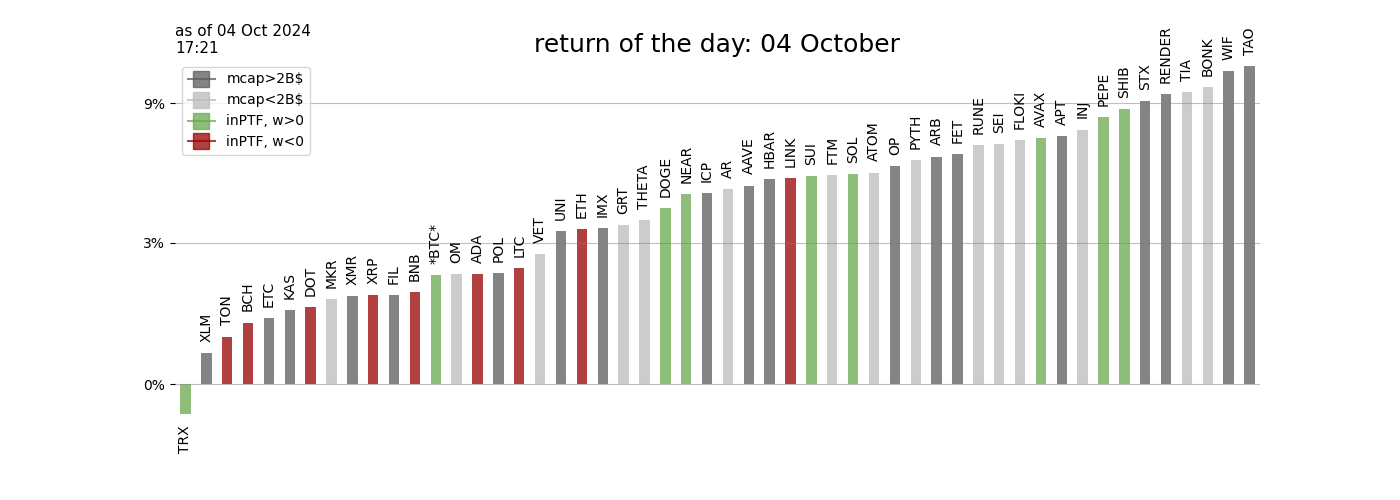 as of 04 Oct 2024
17:21
return of the day: 04 October
mcap>2B$
mcap<2B$
inPTF, w>0
inPTF, w<0
9%
3%
0%
TRX
XLM
TON
BCH
ETC
KAS
DOT
MKR
XMR
XRP
FIL
BNB
*BTC*
OM
ADA
POL
LTC
VET
UNI
ETH
IMX
GRT
THETA
DOGE
NEAR
ICP
AR
AAVE
HBAR
LINK
SUI
FTM
SOL
ATOM
OP
PYTH
ARB
FET
RUNE
SEI
FLOKI
AVAX
APT
INJ
PEPE
SHIB
STX
RENDER
TIA
BONK
WIF
TAO